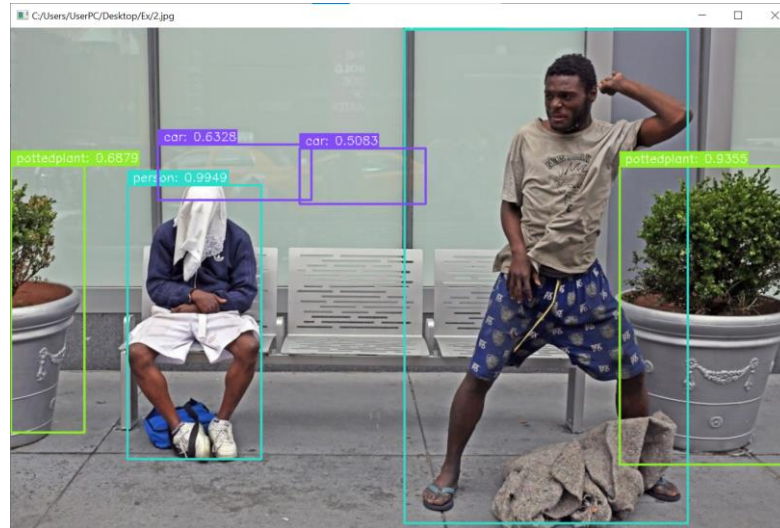 C:/Users/UserPC/Desktop/Ex/2.jpg
car: 0.6328
car: 0.5083
pottedplant: 0.6879
pottedplant: 0.9355
person: 0.9949